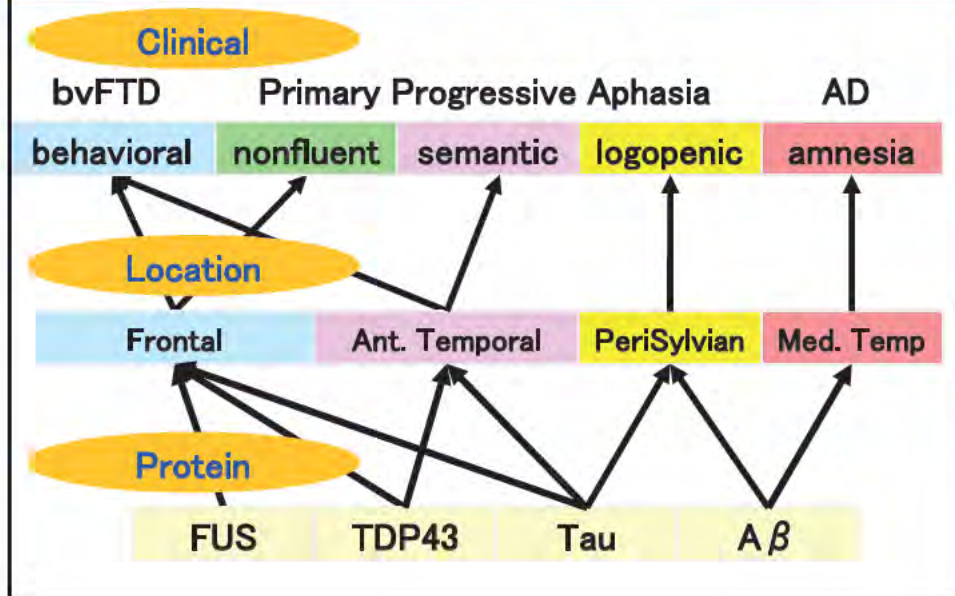 Clinical
bvFTD Primary Progressive Aphasia AD
behavioral nonfluent semantic logopenic amnesia
Location
Frontal Ant. Temporal PeriSylvian Med. Temp
Protein
FUS TDP43 Tau Aβ